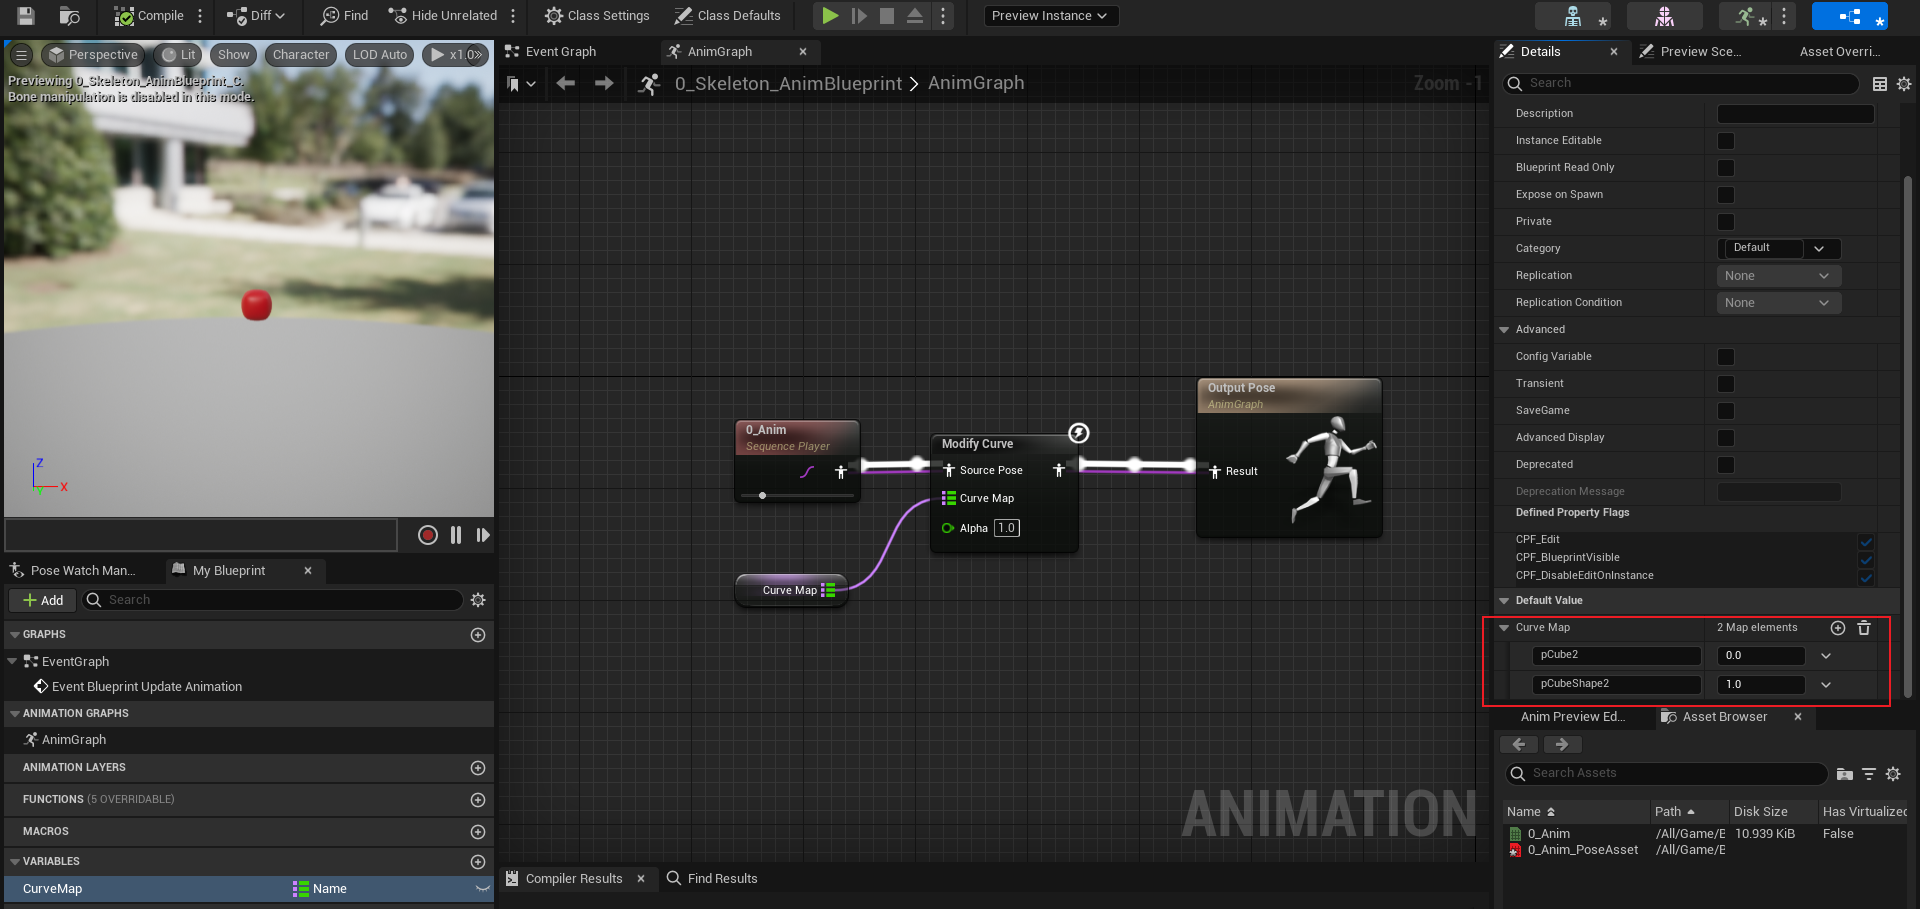 Compile
Diff
Find
Hide Unrelated
Class Settings
Class Defaults
Preview Instance
Perspective
Lit
Show
Character
LOD Auto
x1.0
Previewing 0_Skeleton_AnimBlueprint_C.
Bone manipulation is disabled in this mode.
Z
X
Y
Pose Watch Man...
My Blueprint
Add
Search
GRAPHS
EventGraph
Event Blueprint Update Animation
ANIMATION GRAPHS
AnimGraph
ANIMATION LAYERS
FUNCTIONS (5 OVERRIDABLE)
MACROS
VARIABLES
CurveMap
Name
Event Graph
AnimGraph
0_Skeleton_AnimBlueprint
AnimGraph
Zoom -1
0_Anim
Sequence Player
Modify Curve
Source Pose
Curve Map
Alpha 1.0
Curve Map
Output Pose
AnimGraph
Result
ANIMATION
Compiler Results
Find Results
Details
Preview Sce...
Asset Overri...
Search
Description
Instance Editable
Blueprint Read Only
Expose on Spawn
Private
Category
Default
Replication
None
Replication Condition
None
Advanced
Config Variable
Transient
SaveGame
Advanced Display
Deprecated
Deprecation Message
Defined Property Flags
CPF_Edit
CPF_BlueprintVisible
CPF_DisableEditOnInstance
Default Value
Curve Map
2 Map elements
pCube2
0.0
pCubeShape2
1.0
Anim Preview Ed...
Asset Browser
Search Assets
Name
Path
Disk Size
Has Virtualized
0_Anim
/All/Game/E
10.939 KiB
False
0_Anim_PoseAsset
/All/Game/E